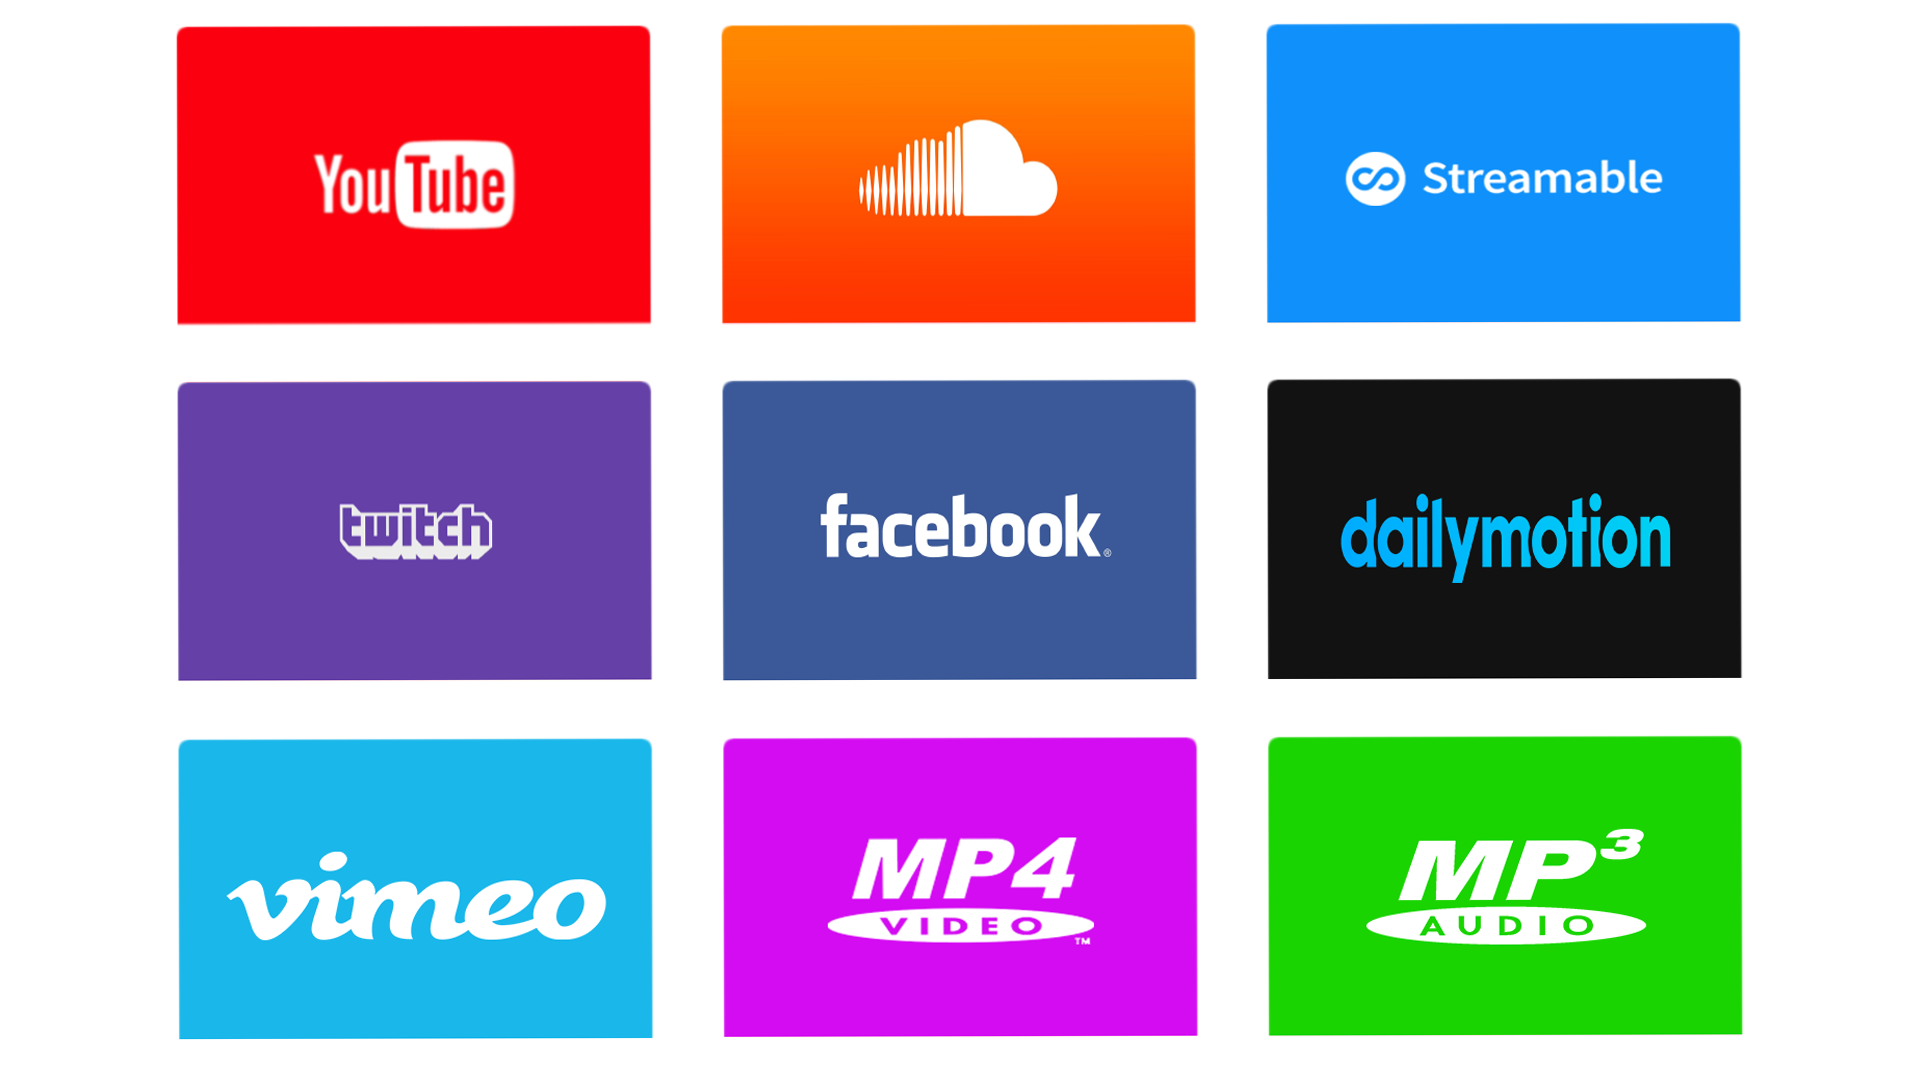 YouTube
Streamable
twitch
facebook®
dailymotion
vimeo
MP4
VIDEO
™
MP³
AUDIO